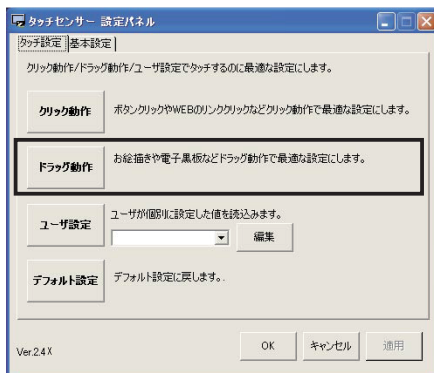 タッチセンサー 設定パネル
タッチ設定 基本設定
クリック動作/ドラッグ動作/ユーザ設定でタッチするのに最適な設定にします。
クリック動作 ボタンクリックやWEBのリンククリックなどクリック動作で最適な設定にします。
ドラッグ動作 お絵描きや電子黒板などドラッグ動作で最適な設定にします。
ユーザ設定 ユーザが個別に設定した値を読込みます。
編集
デフォルト設定 デフォルト設定に戻します。
Ver.2.4X OK キャンセル 適用